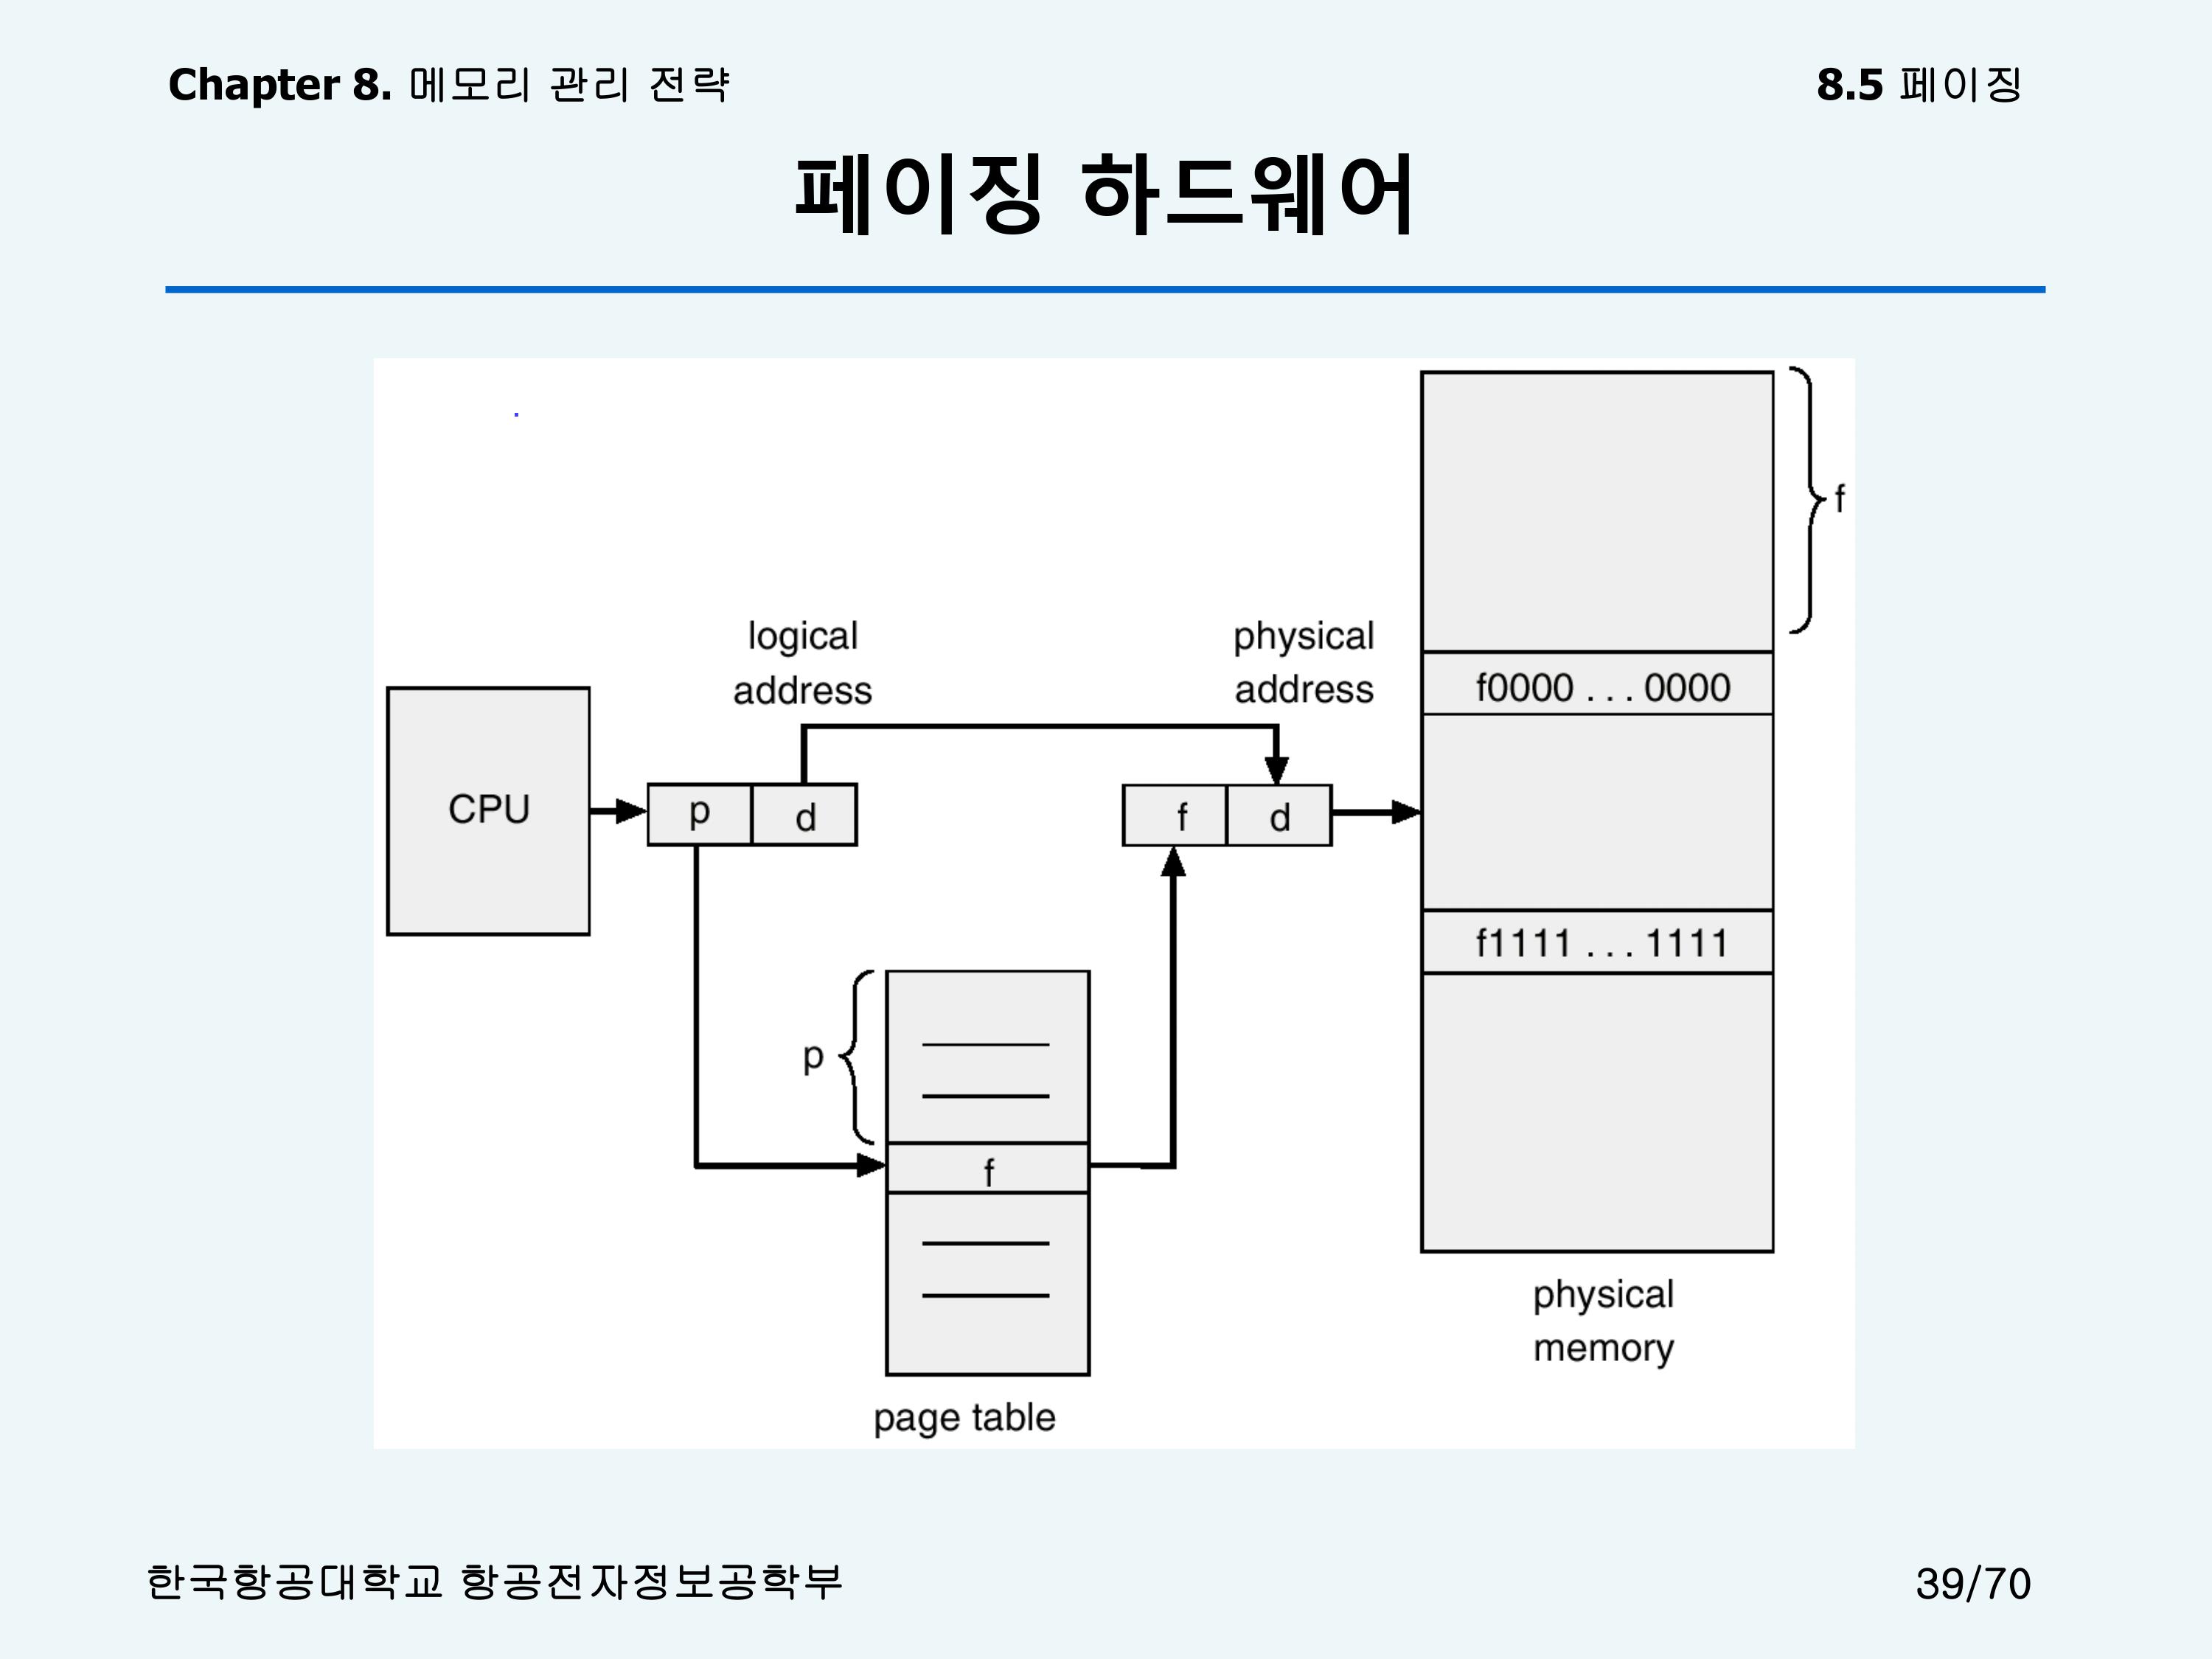 Chapter 8. 메모리 관리 전략
8.5 페이징
페이징 하드웨어
f
logical
address
physical
address
f0000 . . . 0000
CPU
p
d
f
d
f1111 . . . 1111
p
f
physical
memory
page table
한국항공대학교 항공전자정보공학부
39/70